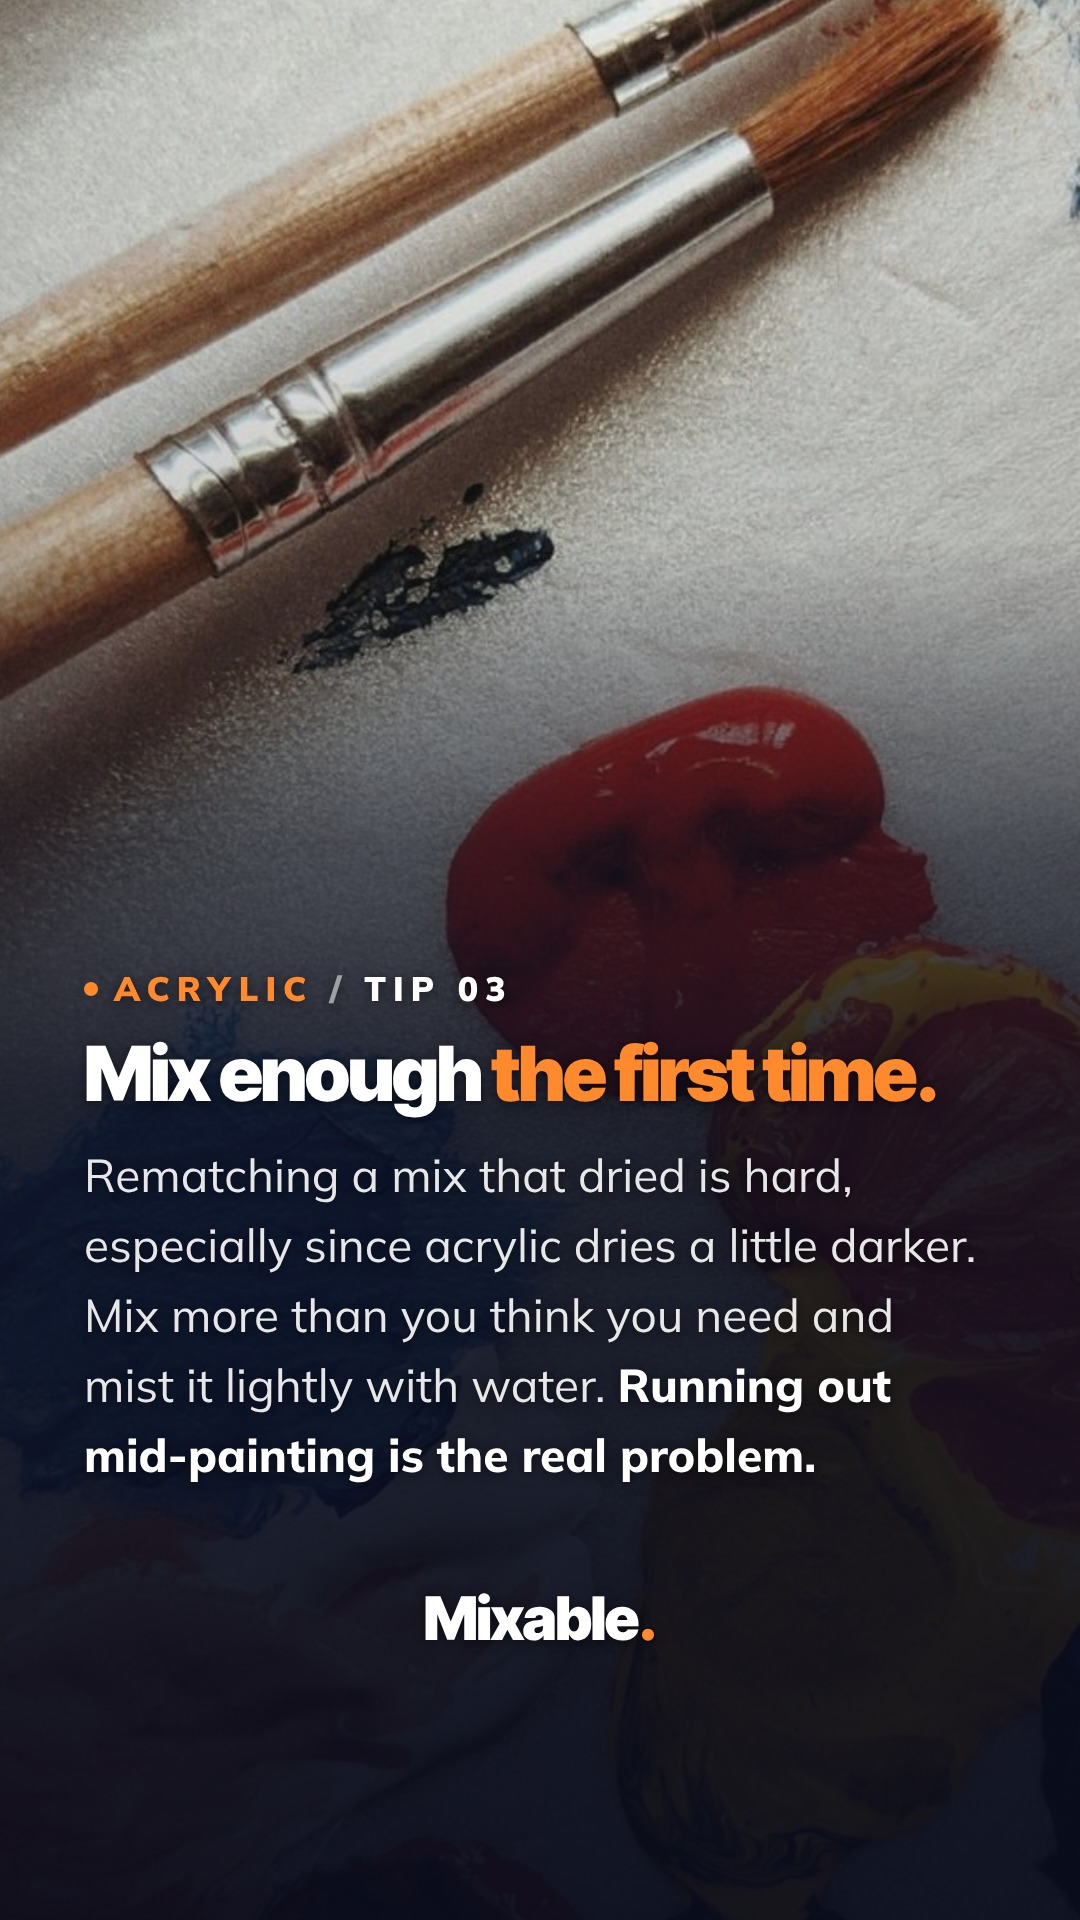 • ACRYLIC / TIP 03
Mix enough the first time.
Rematching a mix that dried is hard,
especially since acrylic dries a little darker.
Mix more than you think you need and
mist it lightly with water. Running out
mid-painting is the real problem.
Mixable.